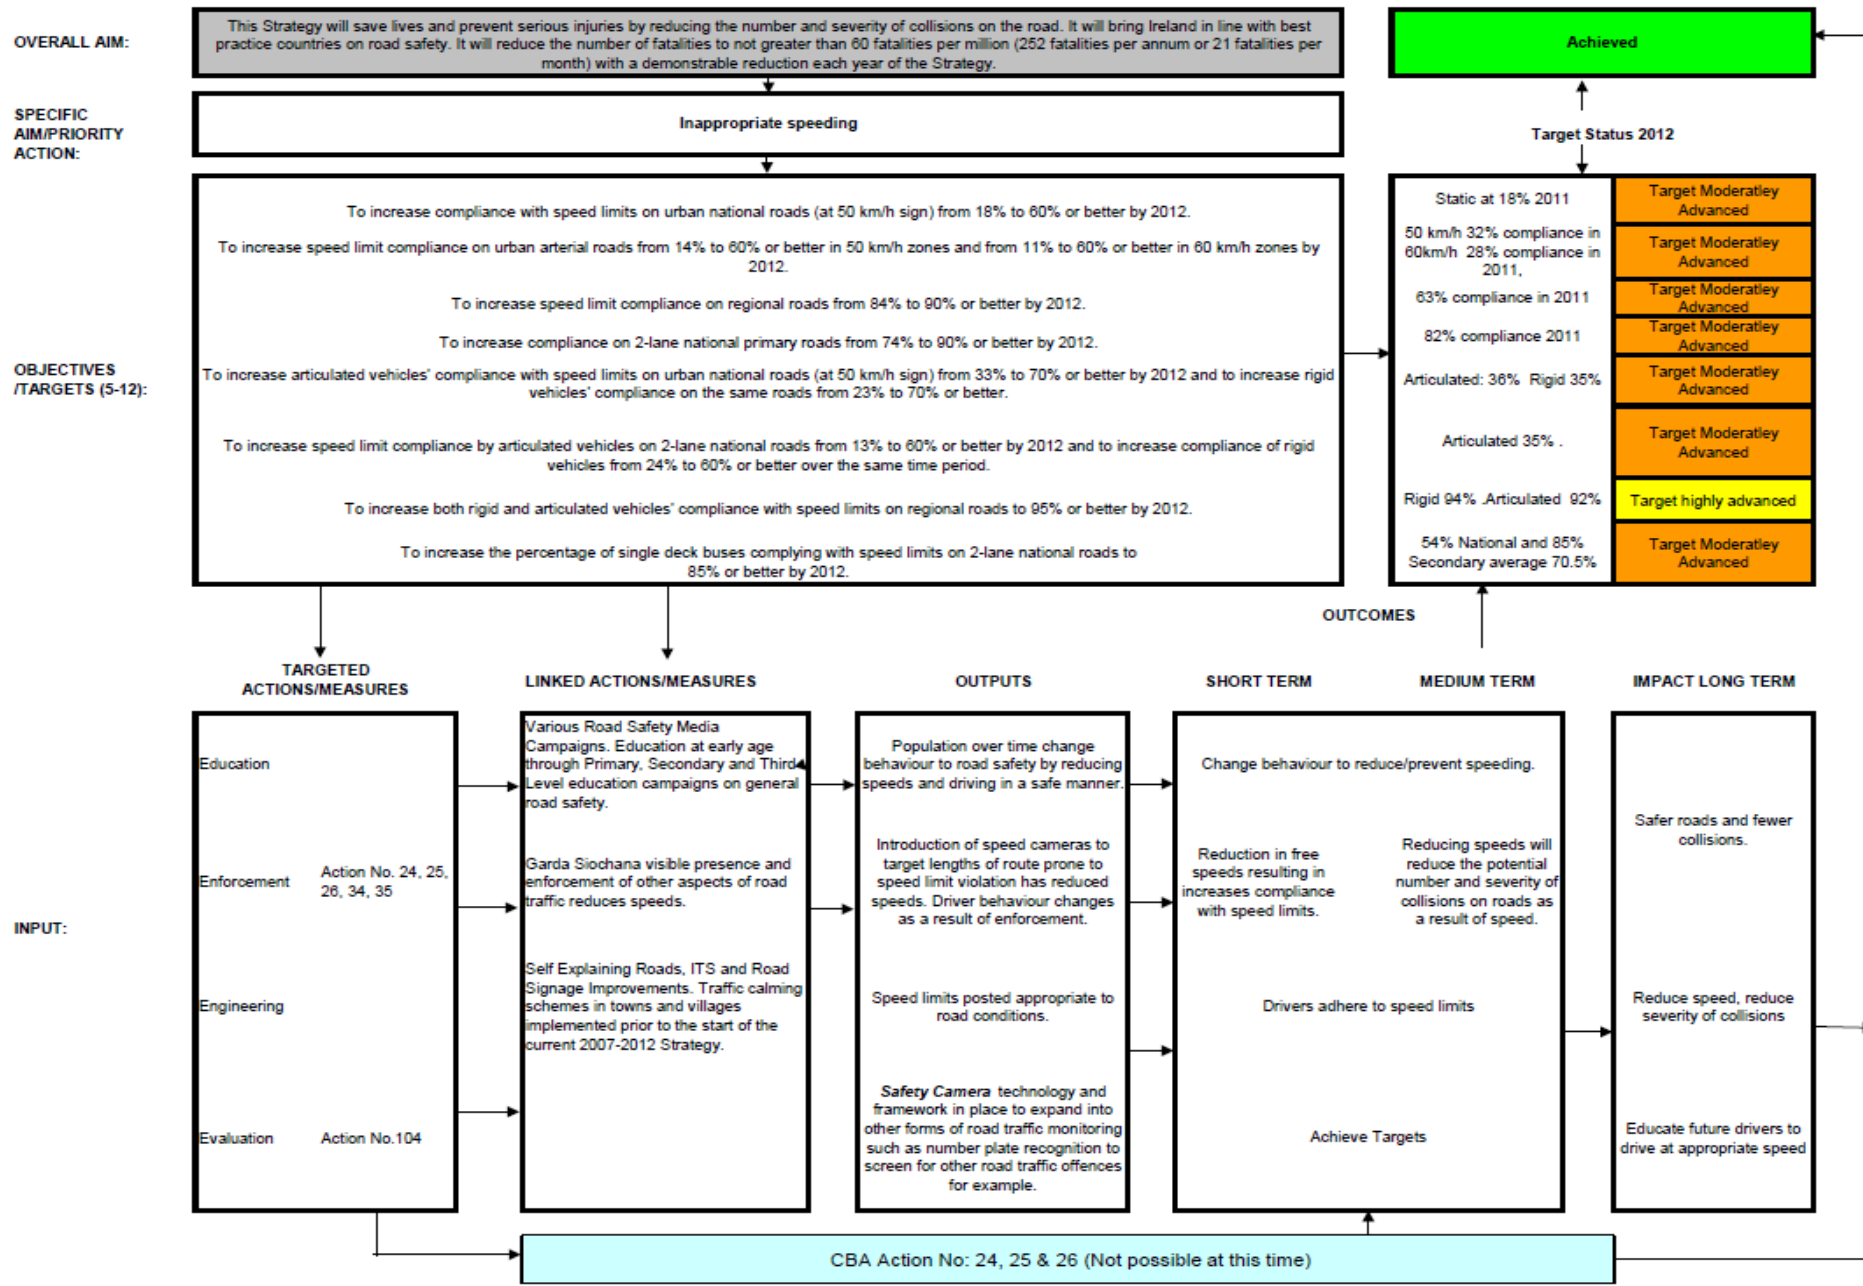 OVERALL AIM:
This Strategy will save lives and prevent serious injuries by reducing the number and severity of collisions on the road. It will bring Ireland in line with best
practice countries on road safety. It will reduce the number of fatalities to not greater than 60 fatalities per million (252 fatalities per annum or 21 fatalities per
month) with a demonstrable reduction each year of the Strategy.
Achieved
SPECIFIC
AIM/PRIORITY
ACTION:
Inappropriate speeding
Target Status 2012
OBJECTIVES
/TARGETS (5-12):
To increase compliance with speed limits on urban national roads (at 50 km/h sign) from 18% to 60% or better by 2012.
Static at 18% 2011
Target Moderatley
Advanced
To increase speed limit compliance on urban arterial roads from 14% to 60% or better in 50 km/h zones and from 11% to 60% or better in 60 km/h zones by
2012.
50 km/h 32% compliance in
60km/h 28% compliance in
2011,
Target Moderatley
Advanced
To increase speed limit compliance on regional roads from 84% to 90% or better by 2012.
63% compliance in 2011
Target Moderatley
Advanced
To increase compliance on 2-lane national primary roads from 74% to 90% or better by 2012.
82% compliance 2011
Target Moderatley
Advanced
To increase articulated vehicles' compliance with speed limits on urban national roads (at 50 km/h sign) from 33% to 70% or better by 2012 and to increase rigid
vehicles' compliance on the same roads from 23% to 70% or better.
Articulated: 36% Rigid 35%
Target Moderatley
Advanced
To increase speed limit compliance by articulated vehicles on 2-lane national roads from 13% to 60% or better by 2012 and to increase compliance of rigid
vehicles from 24% to 60% or better over the same time period.
Articulated 35% .
Target Moderatley
Advanced
To increase both rigid and articulated vehicles' compliance with speed limits on regional roads to 95% or better by 2012.
Rigid 94% .Articulated 92%
Target highly advanced
To increase the percentage of single deck buses complying with speed limits on 2-lane national roads to
85% or better by 2012.
54% National and 85%
Secondary average 70.5%
Target Moderatley
Advanced
OUTCOMES
TARGETED
ACTIONS/MEASURES
LINKED ACTIONS/MEASURES
OUTPUTS
SHORT TERM
MEDIUM TERM
IMPACT LONG TERM
INPUT:
Education
Enforcement
Action No. 24, 25,
26, 34, 35
Engineering
Evaluation
Action No.104
Various Road Safety Media
Campaigns. Education at early age
through Primary, Secondary and Third
Level education campaigns on general
road safety.
Garda Siochana visible presence and
enforcement of other aspects of road
traffic reduces speeds.
Self Explaining Roads, ITS and Road
Signage Improvements. Traffic calming
schemes in towns and villages
implemented prior to the start of the
current 2007-2012 Strategy.
Population over time change
behaviour to road safety by reducing
speeds and driving in a safe manner.
Introduction of speed cameras to
target lengths of route prone to
speed limit violation has reduced
speeds. Driver behaviour changes
as a result of enforcement.
Speed limits posted appropriate to
road conditions.
Safety Camera technology and
framework in place to expand into
other forms of road traffic monitoring
such as number plate recognition to
screen for other road traffic offences
for example.
Change behaviour to reduce/prevent speeding.
Reduction in free
speeds resulting in
increases compliance
with speed limits.
Reducing speeds will
reduce the potential
number and severity of
collisions on roads as
a result of speed.
Drivers adhere to speed limits
Achieve Targets
Safer roads and fewer
collisions.
Reduce speed, reduce
severity of collisions
Educate future drivers to
drive at appropriate speed
CBA Action No: 24, 25 & 26 (Not possible at this time)